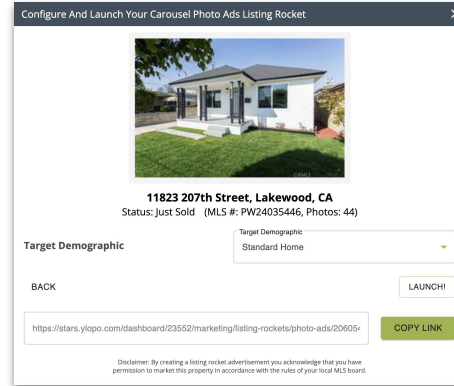 Configure And Launch Your Carousel Photo Ads Listing Rocket
11823 207th Street, Lakewood, CA
Status: Just Sold (MLS #: PW24035446, Photos: 44)
Target Demographic
Target Demographic
Standard Home
BACK
LAUNCH!
https://stars.ylopo.com/dashboard/23552/marketing/listing-rockets/photo-ads/20605
COPY LINK
Disclaimer: By creating a listing rocket advertisement you acknowledge that you have
permission to market this property in accordance with the rules of your local MLS board.